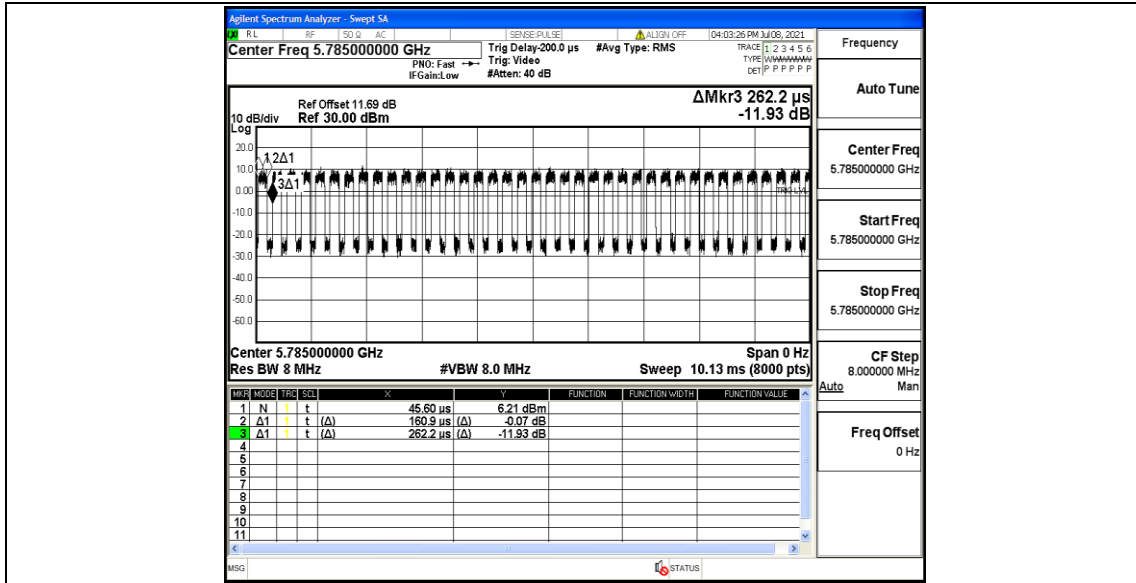 Agilent Spectrum Analyzer - Swept SA
LXI RL RF 50 Ω AC SENSE:PULSE ALIGN OFF 04:03:26 PM Jul 08, 2021
Center Freq 5.785000000 GHz
PNO: Fast
IFGain:Low
Trig Delay-200.0 µs
Trig: Video
#Atten: 40 dB
#Avg Type: RMS
TRACE 1 2 3 4 5 6
TYPE
DET P P P P P P
Ref Offset 11.69 dB
10 dB/div Ref 30.00 dBm
Log
ΔMkr3 262.2 µs
-11.93 dB
20.0
10.0
0.00
-10.0
-20.0
-30.0
-40.0
-50.0
-60.0
1 2Δ1
3Δ1
TRIG LVL
Center 5.785000000 GHz Span 0 Hz
Res BW 8 MHz #VBW 8.0 MHz Sweep 10.13 ms (8000 pts)
MKR MODE TRC SCL X Y FUNCTION FUNCTION WIDTH FUNCTION VALUE
1 N 1 t 45.60 µs 6.21 dBm
2 Δ1 1 t (Δ) 160.9 µs (Δ) -0.07 dB
3 Δ1 1 t (Δ) 262.2 µs (Δ) -11.93 dB
4
5
6
7
8
9
10
11
MSG STATUS
Frequency
Auto Tune
Center Freq
5.785000000 GHz
Start Freq
5.785000000 GHz
Stop Freq
5.785000000 GHz
CF Step
8.000000 MHz
Auto Man
Freq Offset
0 Hz